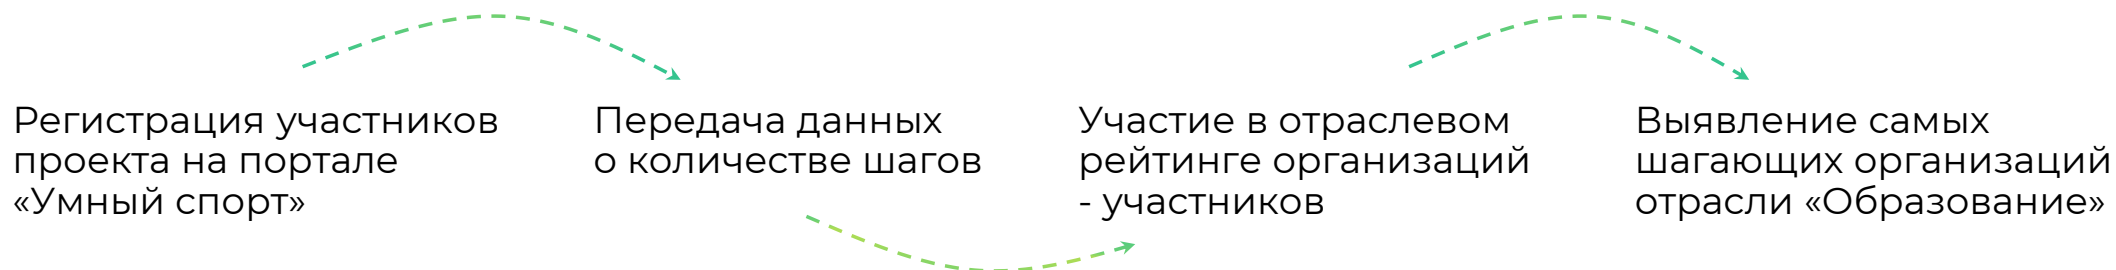 Регистрация участников
проекта на портале
«Умный спорт»
Передача данных
о количестве шагов
Участие в отраслевом
рейтинге организаций
- участников
Выявление самых
шагающих организаций
отрасли «Образование»